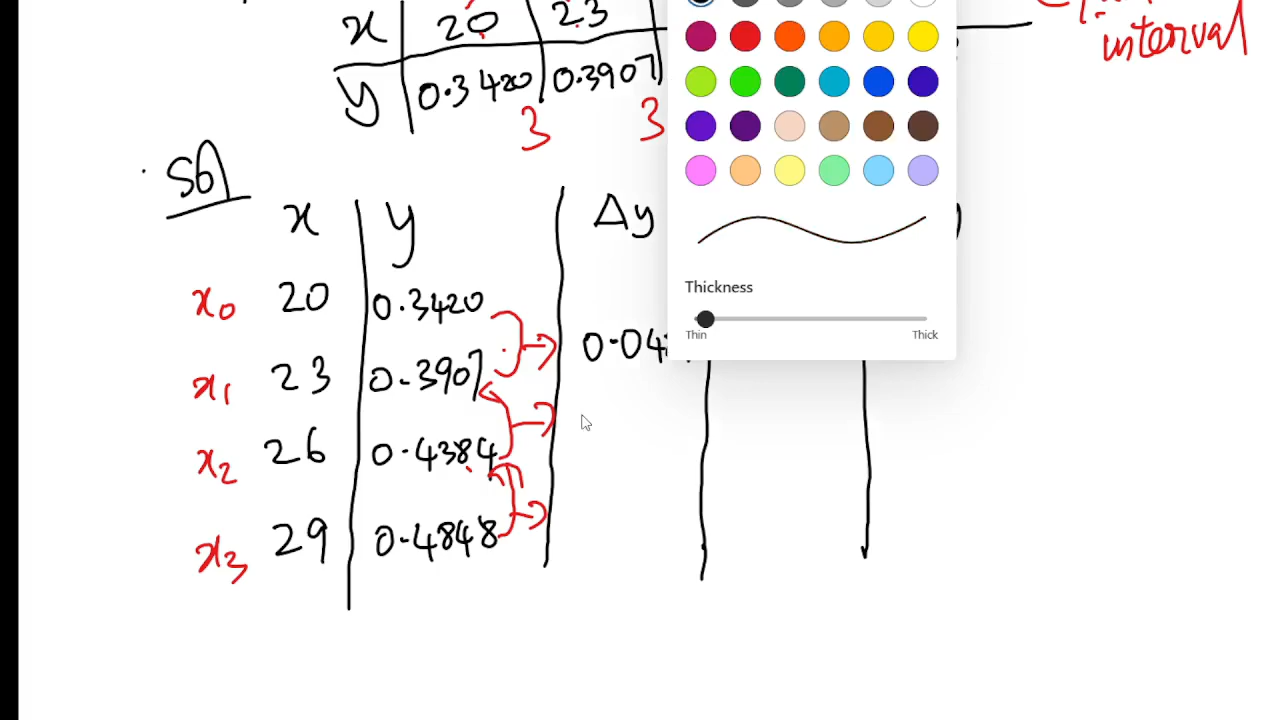 x 20 23
interval
y 0.3420 0.3907
3 3
Sol
x y Δy
x0 20 0.3420
0.04
x1 23 0.3907
x2 26 0.4384
x3 29 0.4848
Thickness
Thin Thick